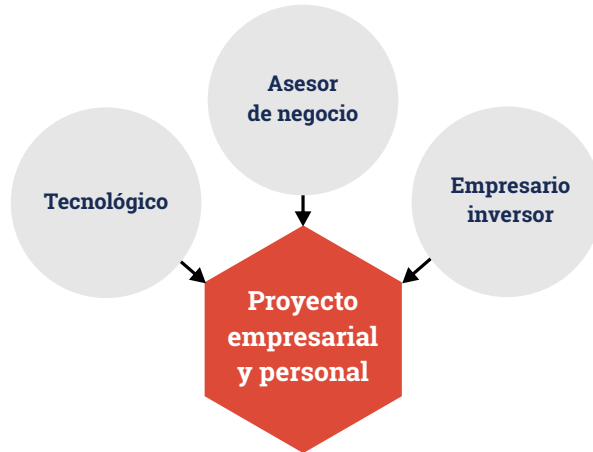 Asesor
de negocio
Tecnológico
Empresario
inversor
Proyecto
empresarial
y personal